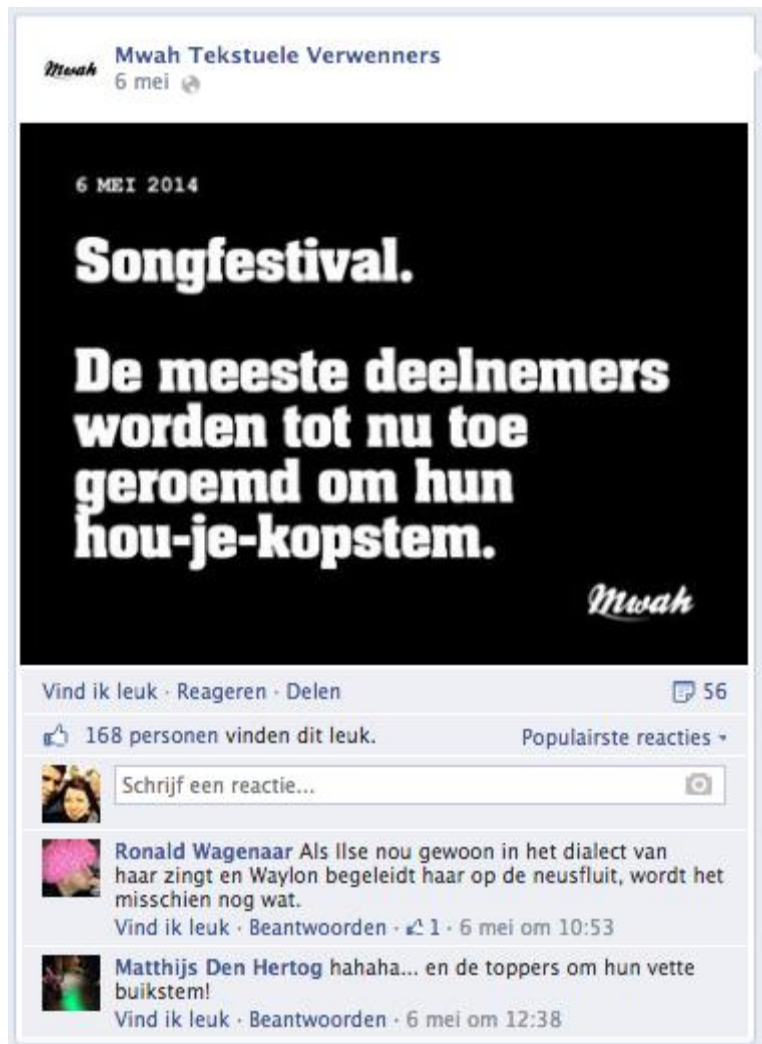 Mwah
Mwah Tekstuele Verwenners
6 mei
6 MEI 2014
Songfestival.
De meeste deelnemers
worden tot nu toe
geroemd om hun
hou-je-kopstem.
Mwah
Vind ik leuk · Reageren · Delen
56
168 personen vinden dit leuk.
Populairste reacties
Schrijf een reactie...
Ronald Wagenaar Als Ilse nou gewoon in het dialect van
haar zingt en Waylon begeleidt haar op de neusfluit, wordt het
misschien nog wat.
Vind ik leuk · Beantwoorden · 1 · 6 mei om 10:53
Matthijs Den Hertog hahaha... en de toppers om hun vette
buikstem!
Vind ik leuk · Beantwoorden · 6 mei om 12:38